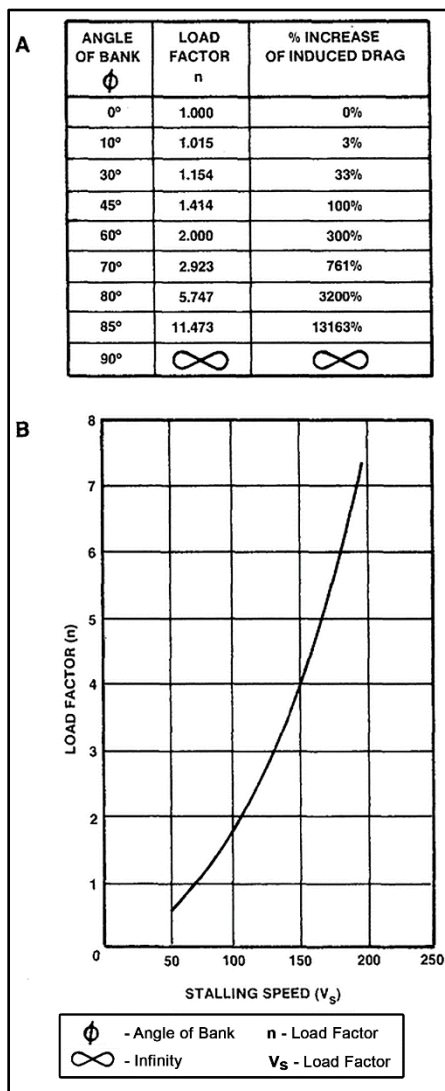 A
ANGLE OF BANK ϕ LOAD FACTOR n % INCREASE OF INDUCED DRAG
0° 1.000 0%
10° 1.015 3%
30° 1.154 33%
45° 1.414 100%
60° 2.000 300%
70° 2.923 761%
80° 5.747 3200%
85° 11.473 13163%
90° ∞ ∞
B
8
7
6
5
4
3
2
1
0 50 100 150 200 250
LOAD FACTOR (n)
STALLING SPEED (Vs)
ϕ - Angle of Bank n - Load Factor
∞ - Infinity Vs - Load Factor